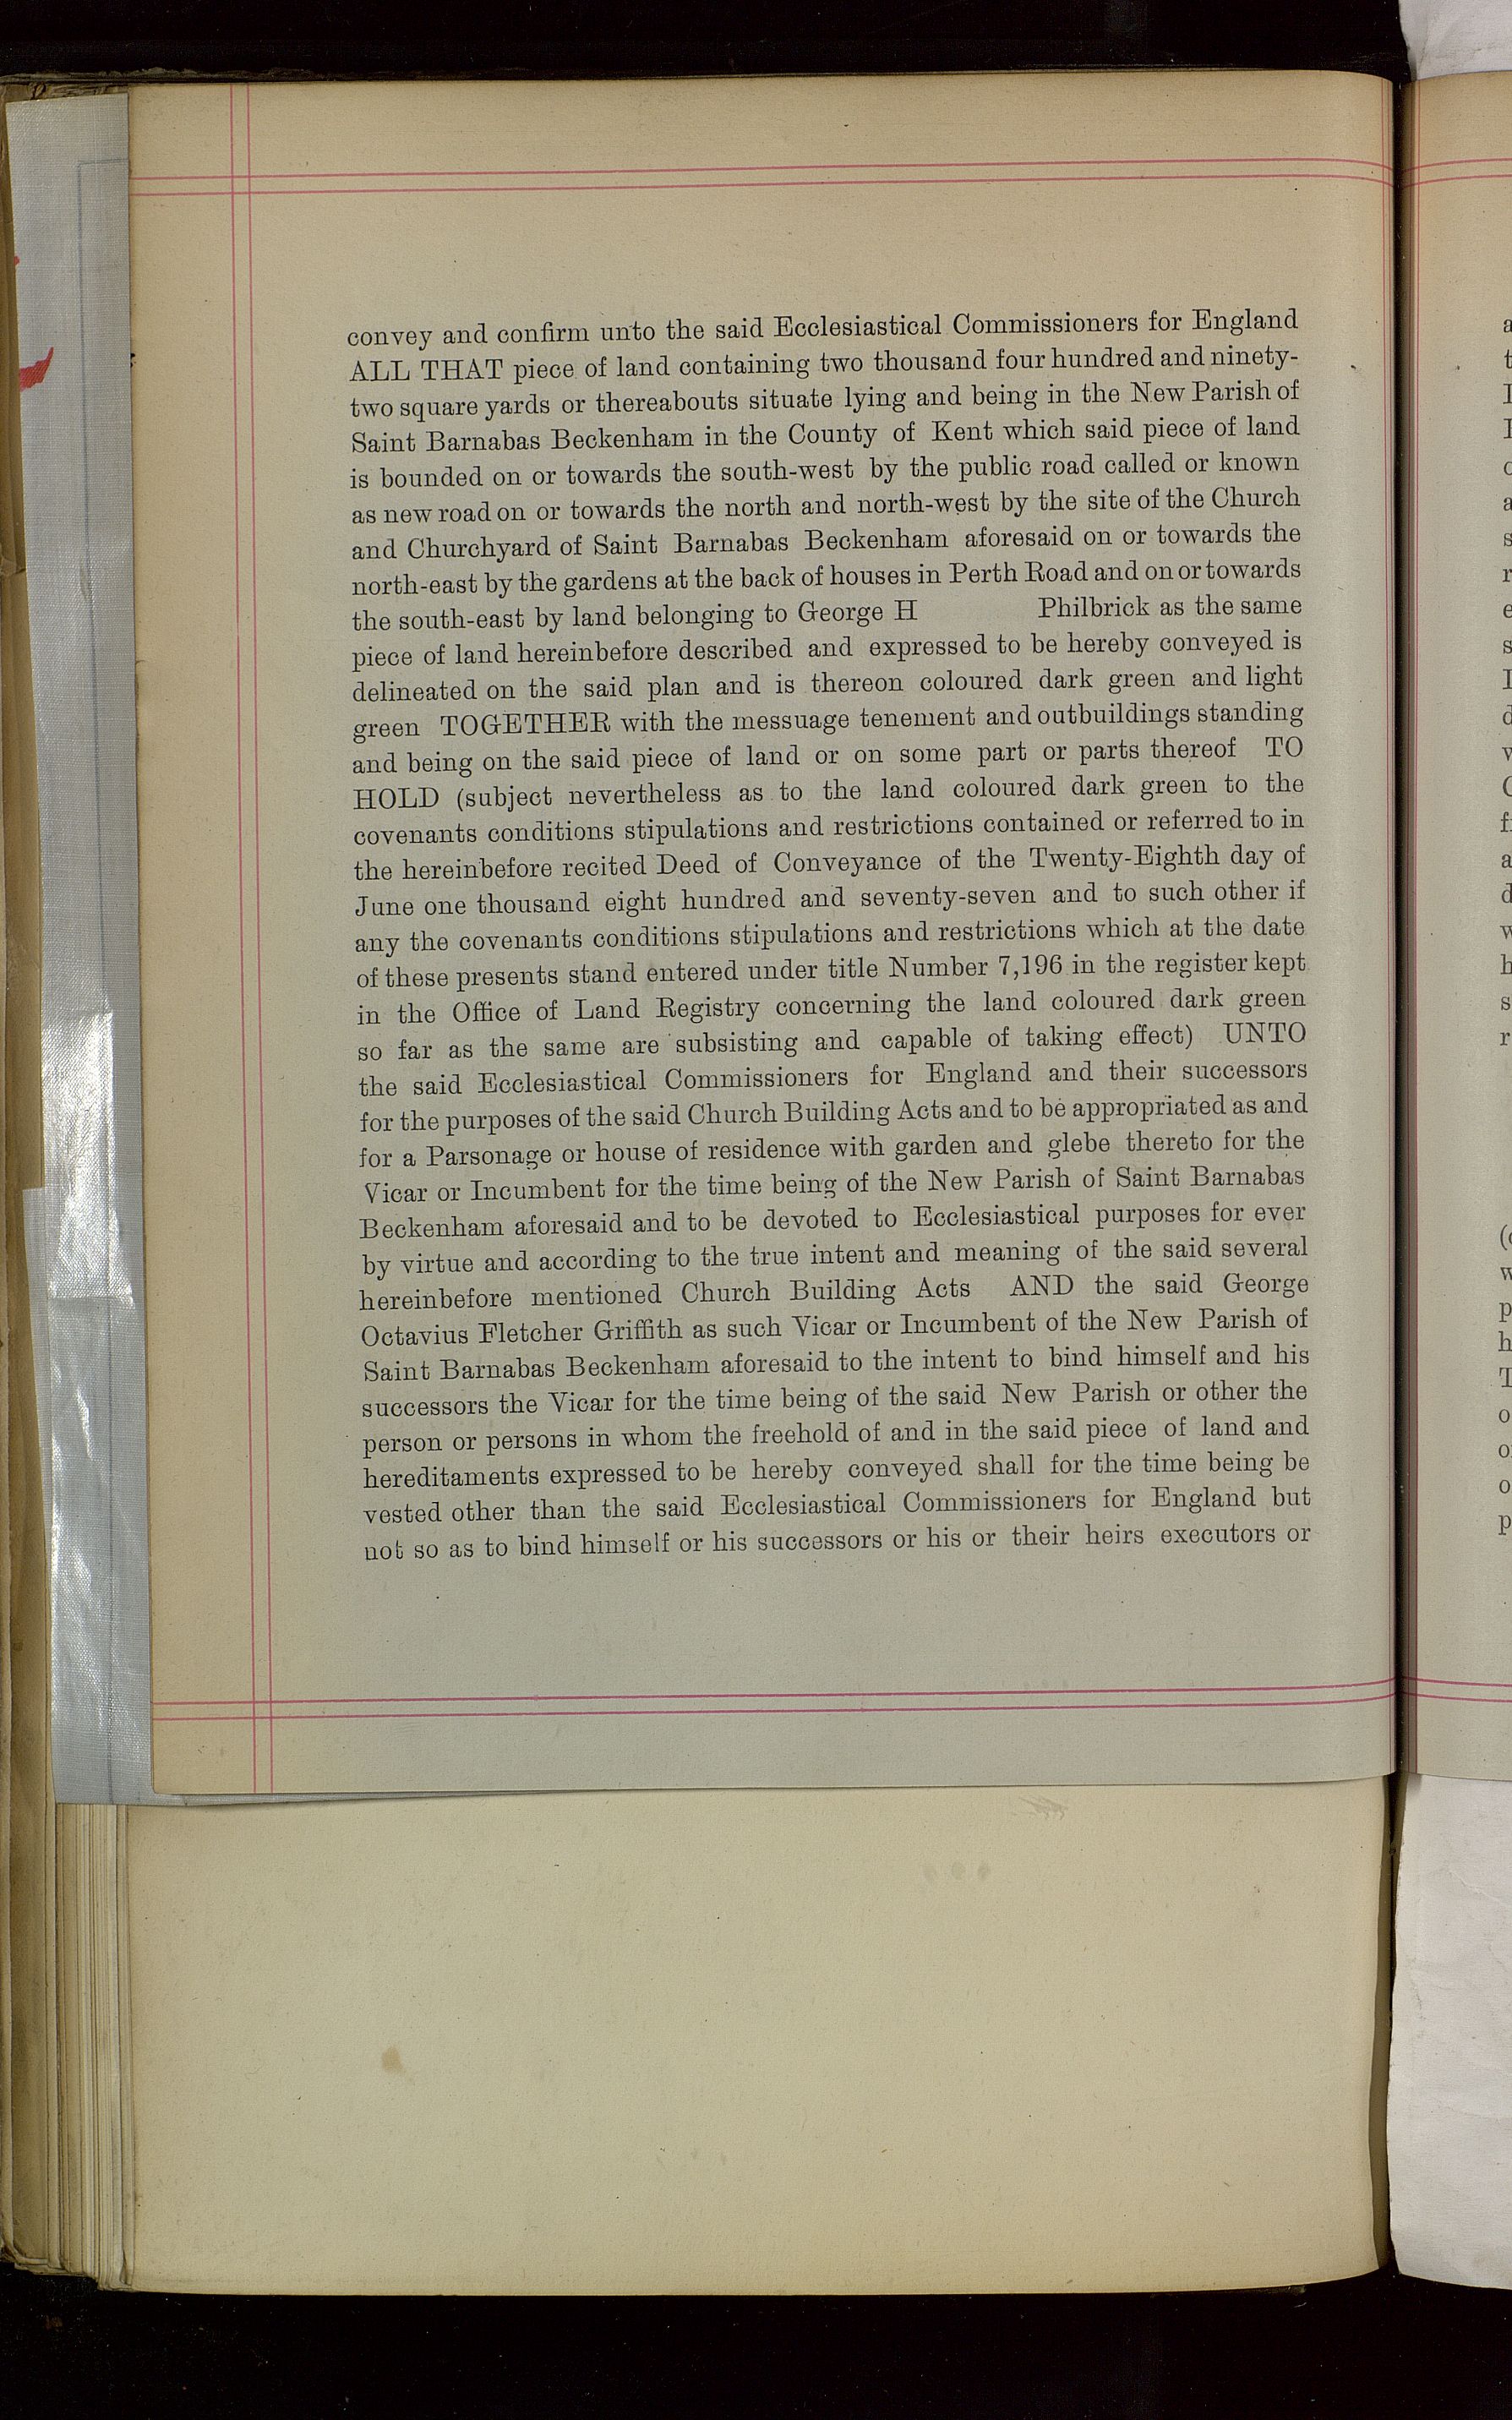 convey and confirm unto the said Ecclesiastical Commissioners for England
ALL THAT piece of land containing two thousand four hundred and ninety-
two square yards or thereabouts situate lying and being in the New Parish of
Saint Barnabas Beckenham in the County of Kent which said piece of land
is bounded on or towards the south-west by the public road called or known
as new road on or towards the north and north-west by the site of the Church
and Churchyard of Saint Barnabas Beckenham aforesaid on or towards the
north-east by the gardens at the back of houses in Perth Road and on or towards
the south-east by land belonging to George H Philbrick as the same
piece of land hereinbefore described and expressed to be hereby conveyed is
delineated on the said plan and is thereon coloured dark green and light
green TOGETHER with the messuage tenement and outbuildings standing
and being on the said piece of land or on some part or parts thereof TO
HOLD (subject nevertheless as to the land coloured dark green to the
covenants conditions stipulations and restrictions contained or referred to in
the hereinbefore recited Deed of Conveyance of the Twenty-Eighth day of
June one thousand eight hundred and seventy-seven and to such other if
any the covenants conditions stipulations and restrictions which at the date
of these presents stand entered under title Number 7,196 in the register kept
in the Office of Land Registry concerning the land coloured dark green
so far as the same are subsisting and capable of taking effect) UNTO
the said Ecclesiastical Commissioners for England and their successors
for the purposes of the said Church Building Acts and to be appropriated as and
for a Parsonage or house of residence with garden and glebe thereto for the
Vicar or Incumbent for the time being of the New Parish of Saint Barnabas
Beckenham aforesaid and to be devoted to Ecclesiastical purposes for ever
by virtue and according to the true intent and meaning of the said several
hereinbefore mentioned Church Building Acts AND the said George
Octavius Fletcher Griffith as such Vicar or Incumbent of the New Parish of
Saint Barnabas Beckenham aforesaid to the intent to bind himself and his
successors the Vicar for the time being of the said New Parish or other the
person or persons in whom the freehold of and in the said piece of land and
hereditaments expressed to be hereby conveyed shall for the time being be
vested other than the said Ecclesiastical Commissioners for England but
not so as to bind himself or his successors or his or their heirs executors or